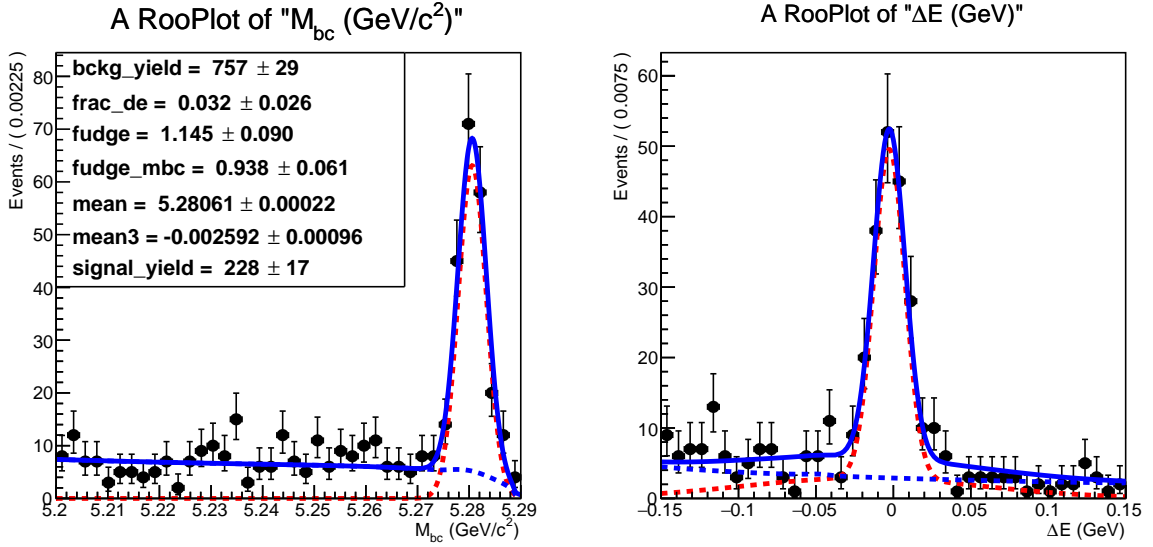 A RooPlot of "M_bc (GeV/c²)"
Events / ( 0.00225 )
80
70
60
50
40
30
20
10
0
bckg_yield = 757 ± 29
frac_de = 0.032 ± 0.026
fudge = 1.145 ± 0.090
fudge_mbc = 0.938 ± 0.061
mean = 5.28061 ± 0.00022
mean3 = -0.002592 ± 0.00096
signal_yield = 228 ± 17
5.2 5.21 5.22 5.23 5.24 5.25 5.26 5.27 5.28 5.29
M_bc (GeV/c²)
A RooPlot of "ΔE (GeV)"
Events / ( 0.0075 )
60
50
40
30
20
10
0
−0.15 −0.1 −0.05 0 0.05 0.1 0.15
ΔE (GeV)